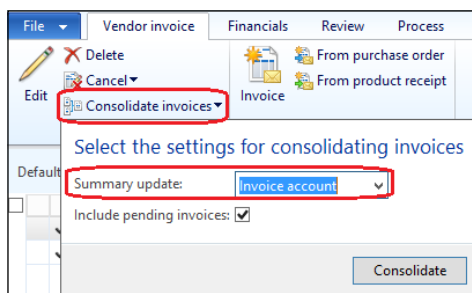 File Vendor invoice Financials Review Process
Delete
Cancel
Consolidate invoices
Edit
Invoice
From purchase order
From product receipt
Select the settings for consolidating invoices
Default
Summary update: Invoice account
Include pending invoices:
Consolidate